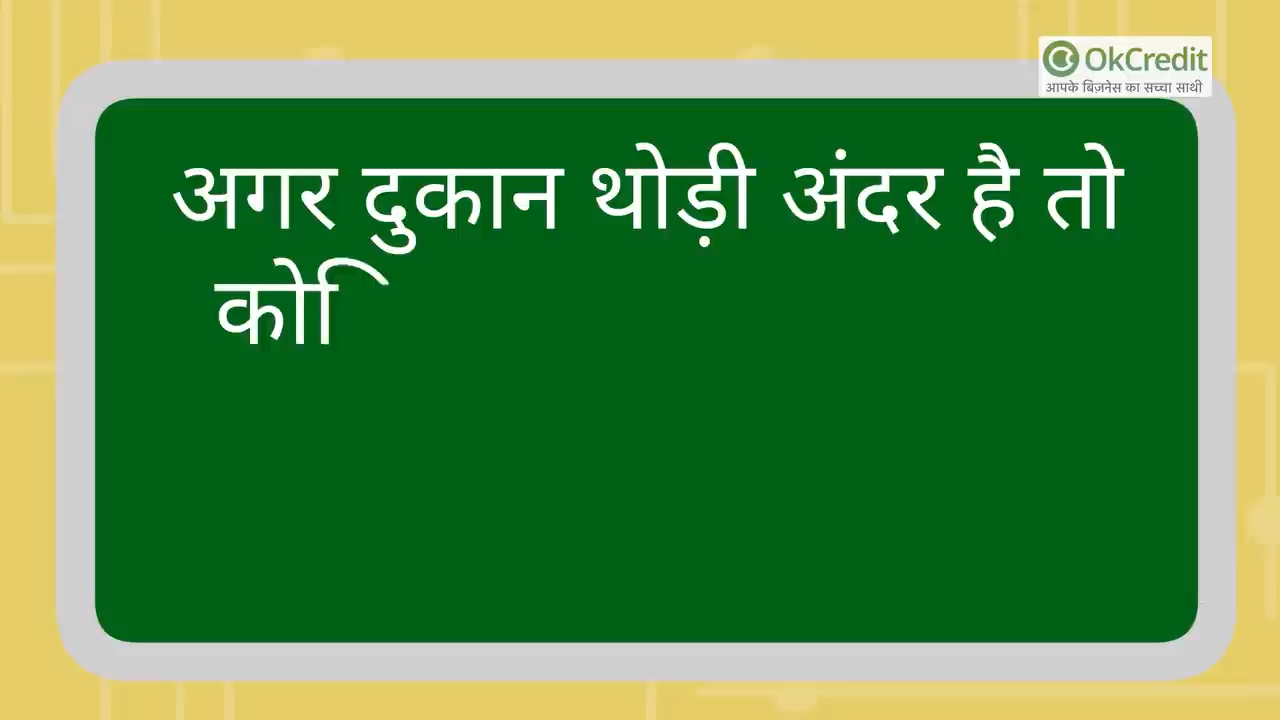 OkCredit
आपके बिज़नेस का सच्चा साथी
अगर दुकान थोड़ी अंदर है तो
कोि